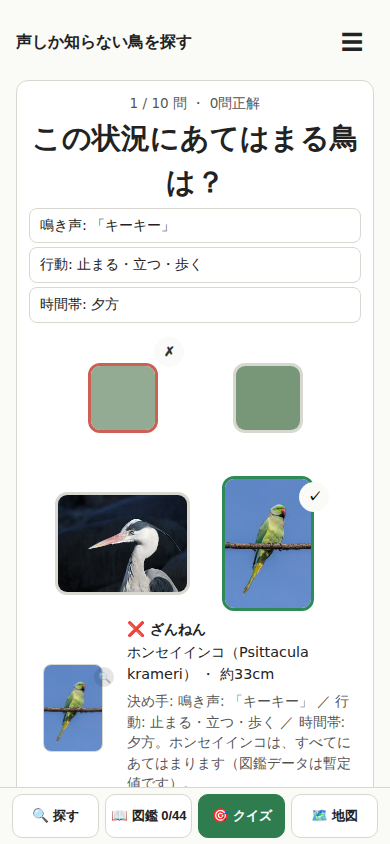 声しか知らない鳥を探す
1 / 10 問 ・ 0問正解
この状況にあてはまる鳥
は？
鳴き声: 「キーキー」
行動: 止まる・立つ・歩く
時間帯: 夕方
✗
✓
❌ ざんねん
ホンセイインコ（Psittacula
krameri） ・ 約33cm
決め手: 鳴き声: 「キーキー」 ／ 行
動: 止まる・立つ・歩く ／ 時間帯:
夕方。ホンセイインコは、すべてに
あてはまります（図鑑データは暫定
値です）。
🔍 探す
📖 図鑑 0/44
🎯 クイズ
🗺️ 地図